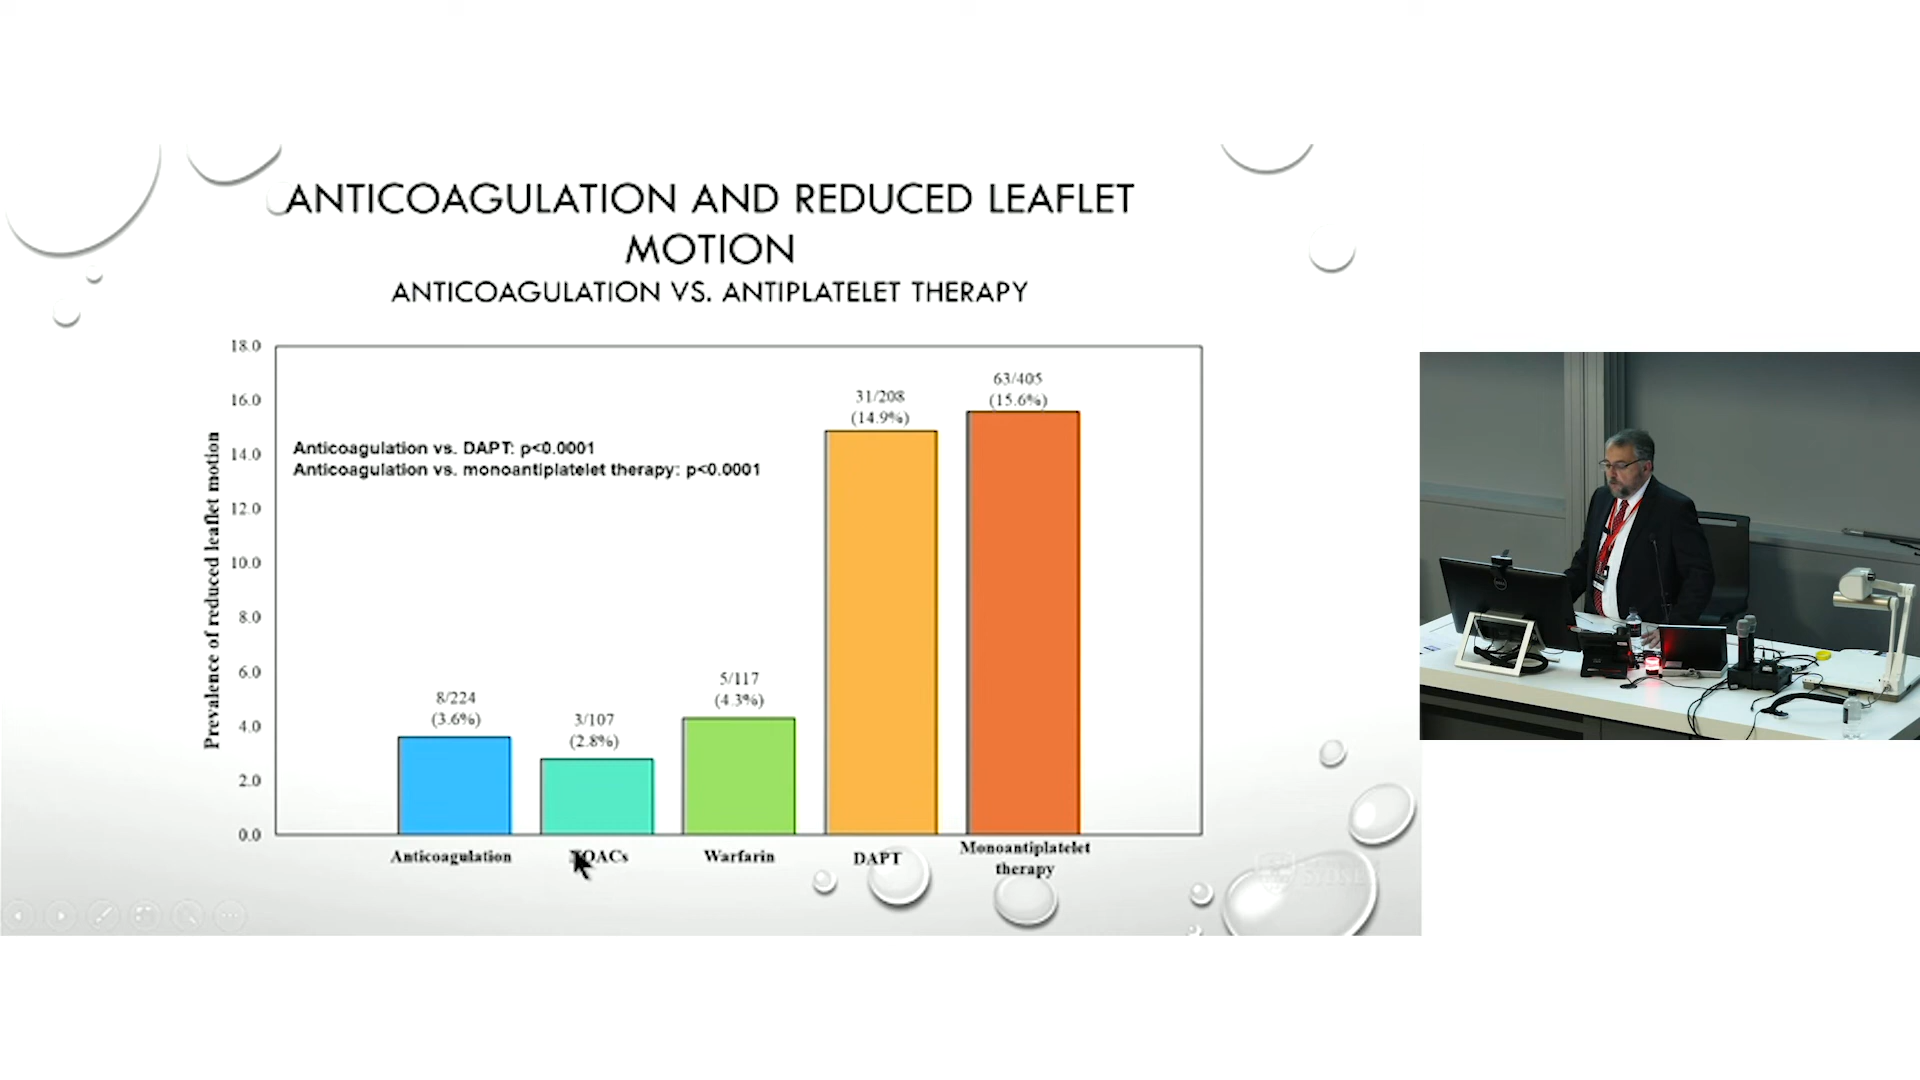 ANTICOAGULATION AND REDUCED LEAFLET
MOTION
ANTICOAGULATION VS. ANTIPLATELET THERAPY
Prevalence of reduced leaflet motion
18.0
16.0
14.0
12.0
10.0
8.0
6.0
4.0
2.0
0.0
Anticoagulation vs. DAPT: p<0.0001
Anticoagulation vs. monoantiplatelet therapy: p<0.0001
8/224
(3.6%)
3/107
(2.8%)
5/117
(4.3%)
31/208
(14.9%)
63/405
(15.6%)
Anticoagulation
Warfarin
DAPT
Monoantiplatelet
therapy